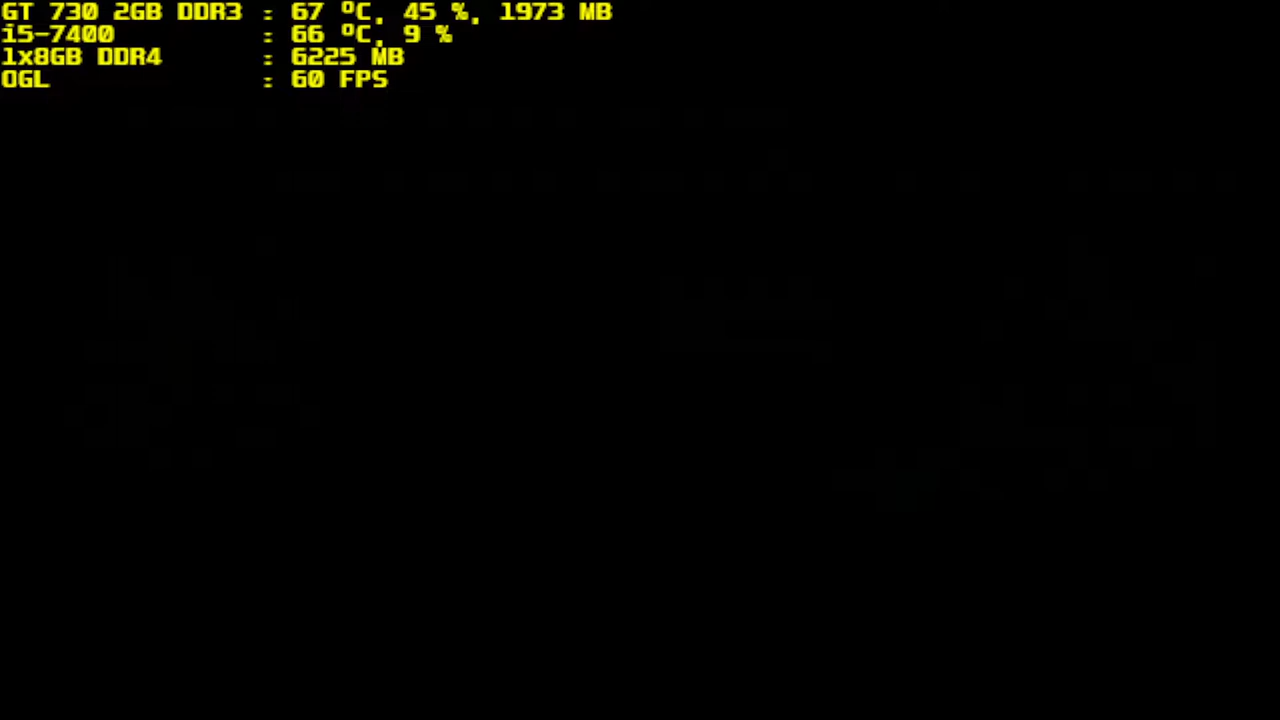 GT 730 2GB DDR3 : 67 ºC, 45 %, 1973 MB
i5-7400 : 66 ºC, 9 %
1x8GB DDR4 : 6225 MB
OGL : 60 FPS